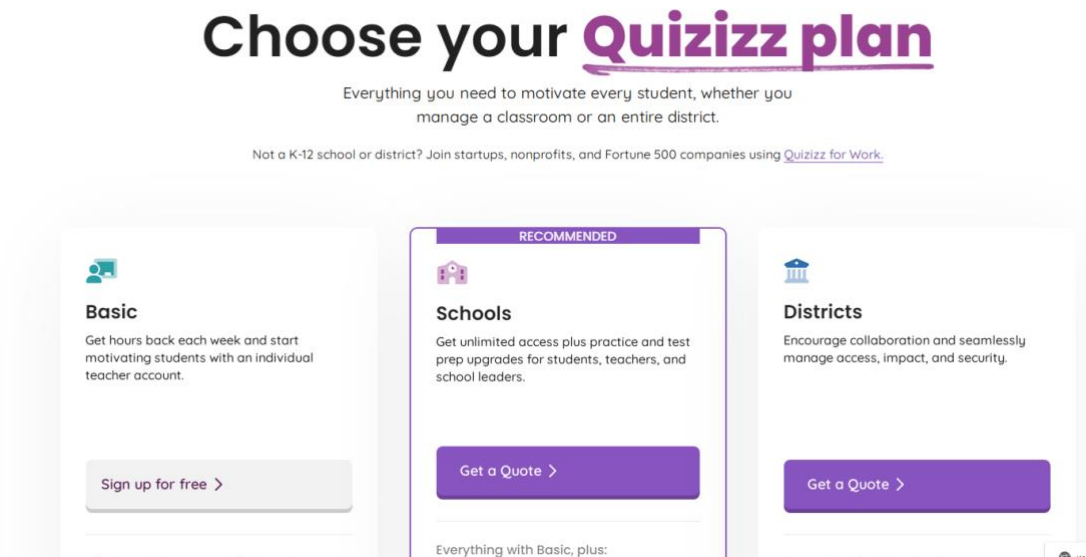 Choose your Quizizz plan
Everything you need to motivate every student, whether you
manage a classroom or an entire district.
Not a K-12 school or district? Join startups, nonprofits, and Fortune 500 companies using Quizizz for Work.
Basic
Get hours back each week and start
motivating students with an individual
teacher account.
Sign up for free
RECOMMENDED
Schools
Get unlimited access plus practice and test
prep upgrades for students, teachers, and
school leaders.
Get a Quote
Everything with Basic, plus:
Districts
Encourage collaboration and seamlessly
manage access, impact, and security.
Get a Quote